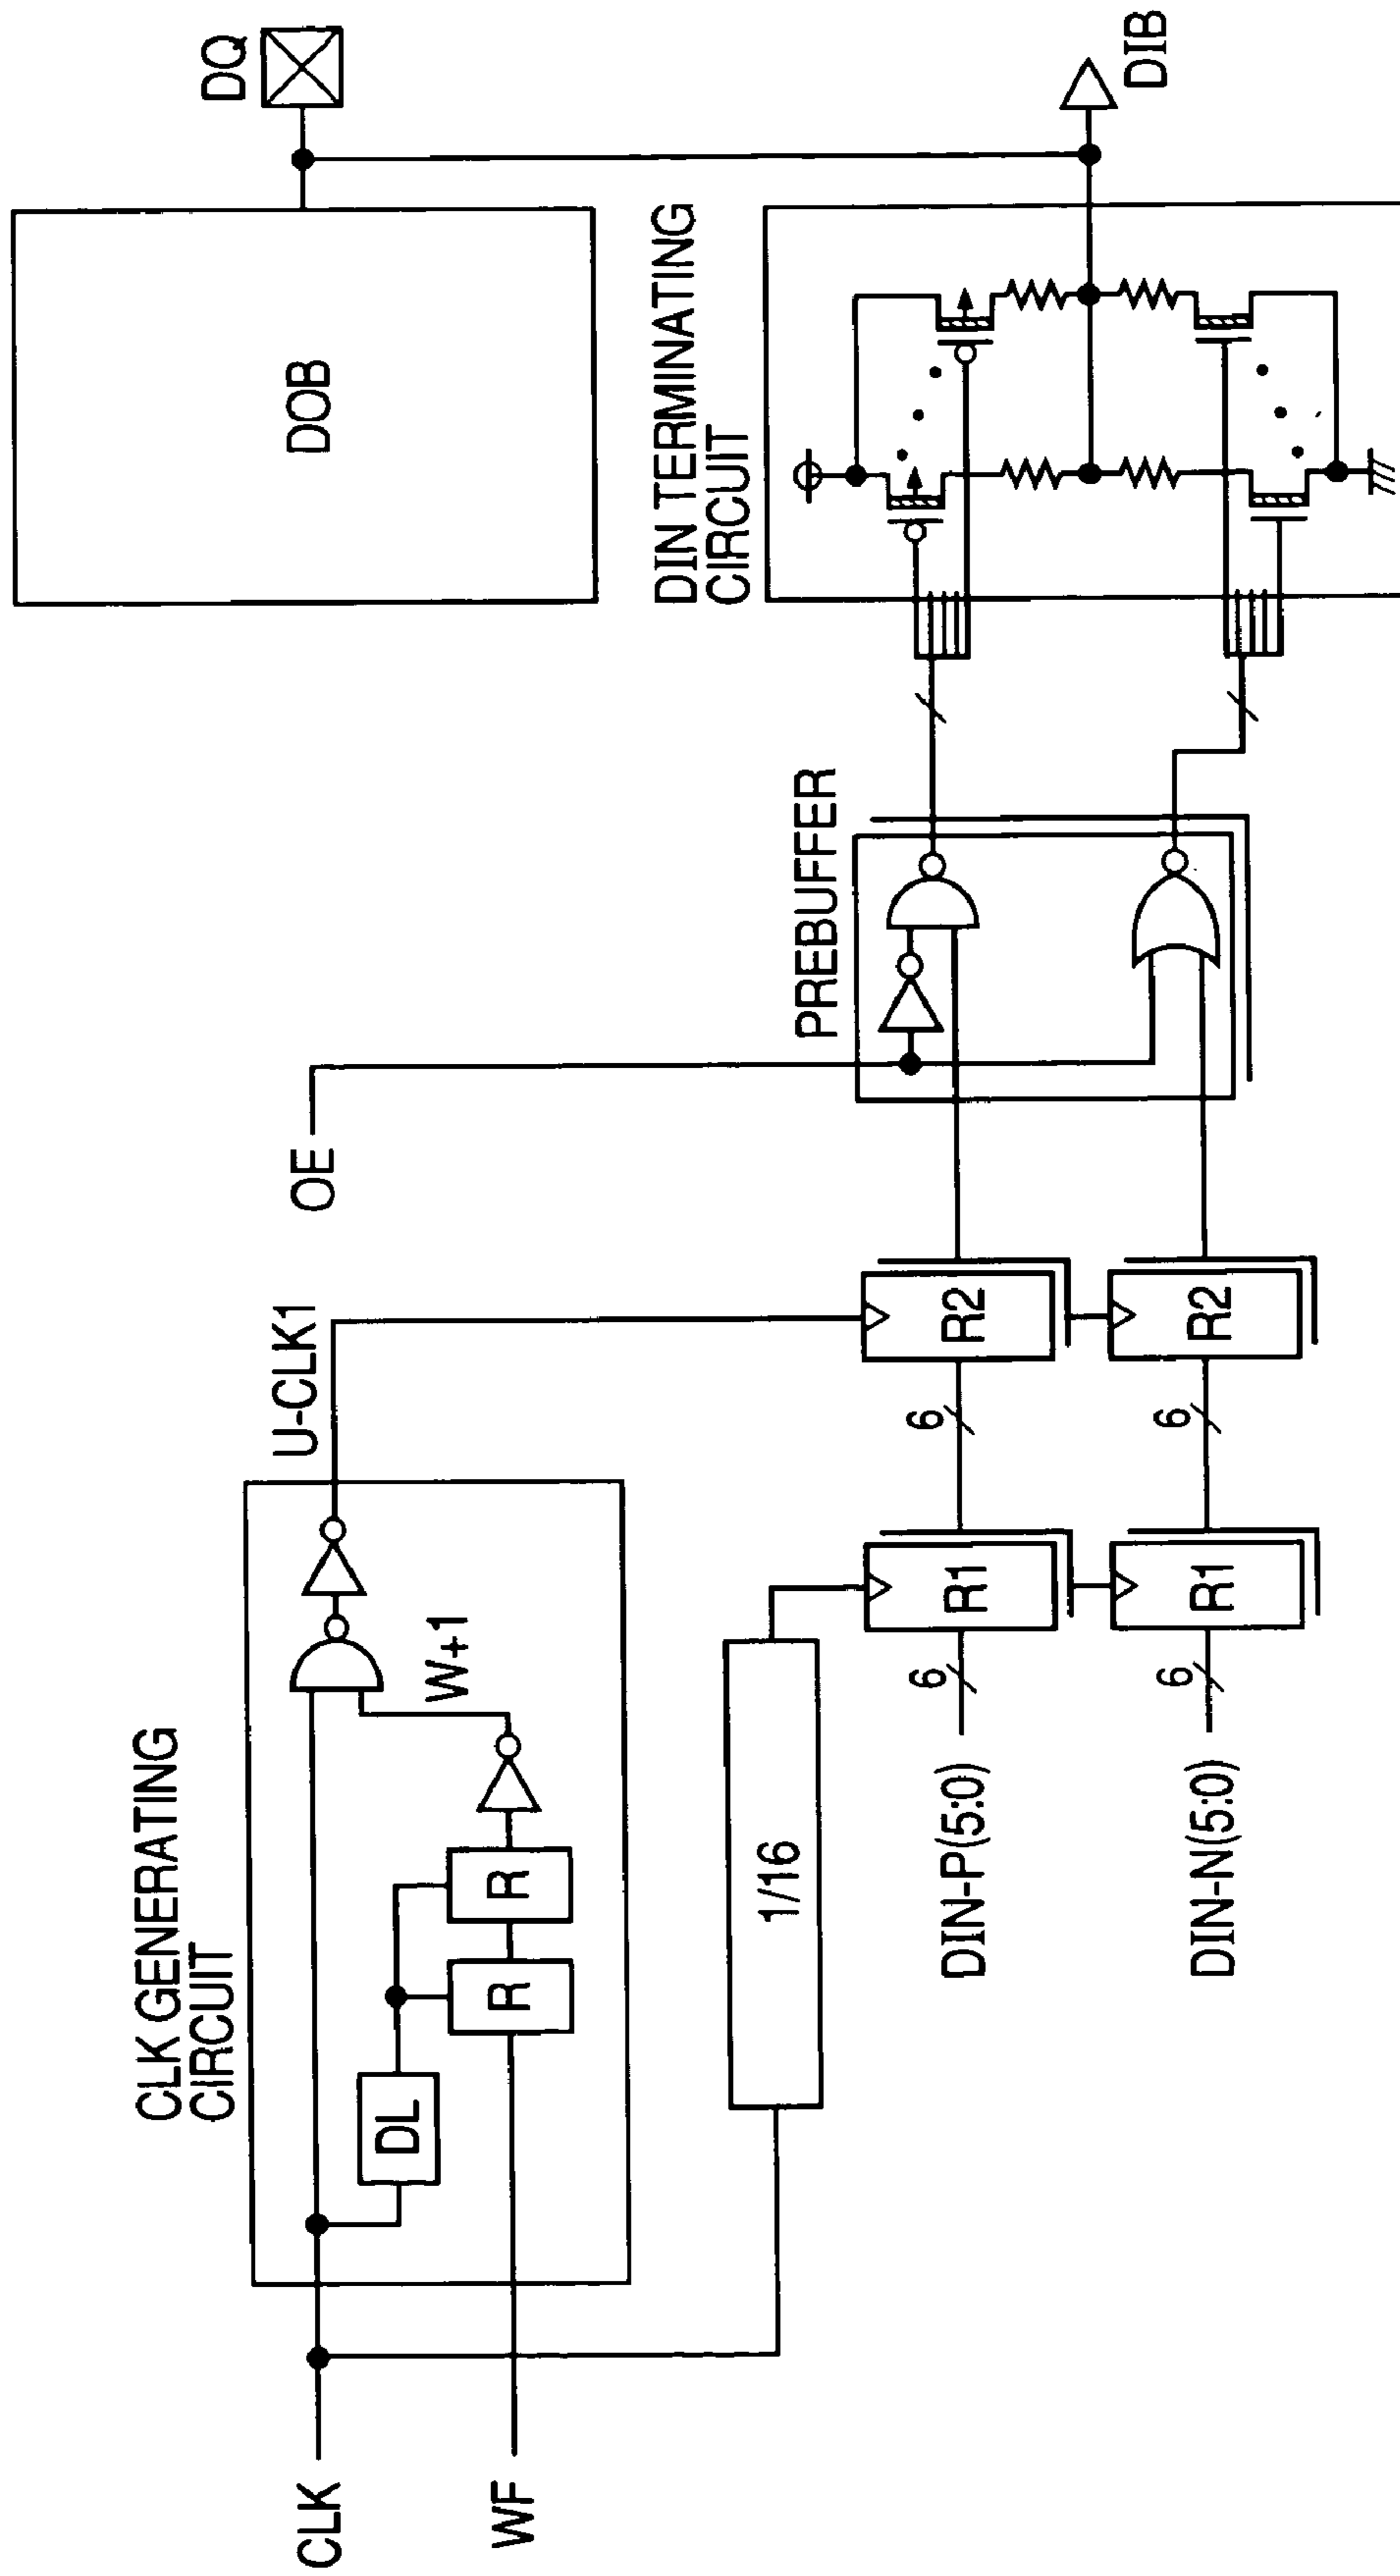 DQ
DOB
DIB
DIN TERMINATING
CIRCUIT
PREBUFFER
OE
U-CLK1
R2
R2
6
6
CLK GENERATING
CIRCUIT
W+1
R
R
DL
1/16
R1
R1
6
6
DIN-P(5:0)
DIN-N(5:0)
CLK
WF